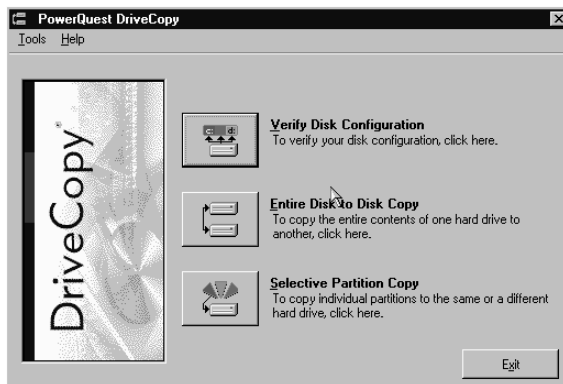 PowerQuest DriveCopy
Tools Help
DriveCopy
c: d:
Verify Disk Configuration
To verify your disk configuration, click here.
Entire Disk to Disk Copy
To copy the entire contents of one hard drive to
another, click here.
Selective Partition Copy
To copy individual partitions to the same or a different
hard drive, click here.
Exit